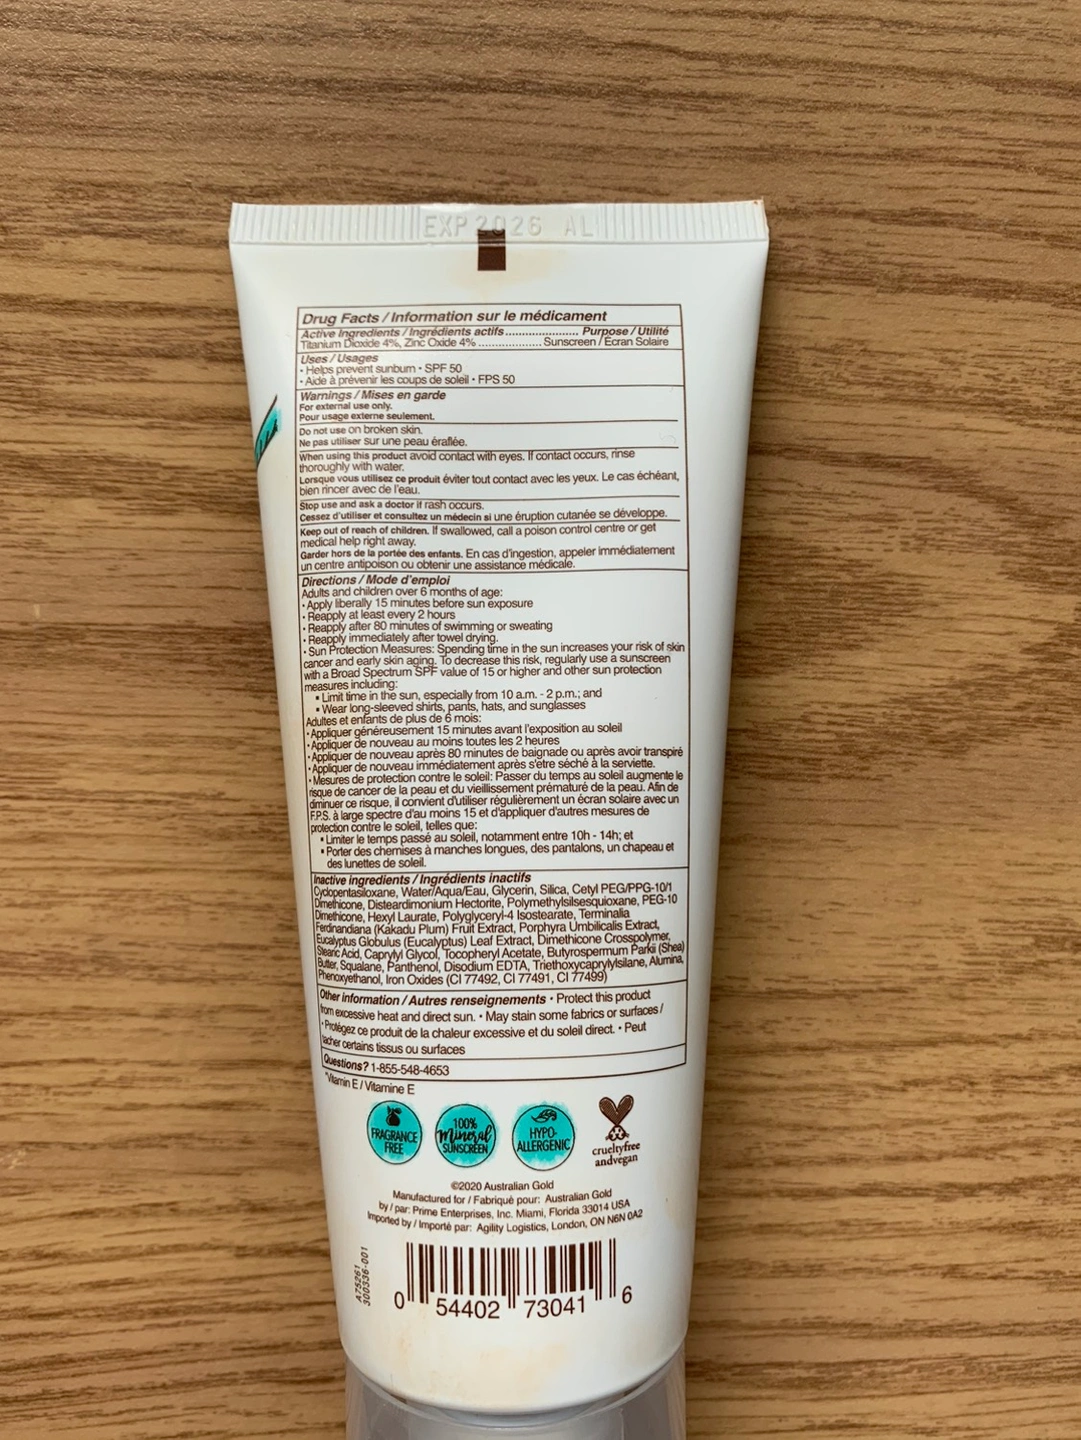 EXP 2026 AL
Drug Facts / Information sur le médicament
Active Ingredients / Ingrédients actifs...................... Purpose / Utilité
Titanium Dioxide 4%, Zinc Oxide 4% ................... Sunscreen / Écran Solaire
Uses / Usages
• Helps prevent sunburn • SPF 50
• Aide à prévenir les coups de soleil • FPS 50
Warnings / Mises en garde
For external use only.
Pour usage externe seulement.
Do not use on broken skin.
Ne pas utiliser sur une peau éraflée.
When using this product avoid contact with eyes. If contact occurs, rinse
thoroughly with water.
Lorsque vous utilisez ce produit éviter tout contact avec les yeux. Le cas échéant,
bien rincer avec de l'eau.
Stop use and ask a doctor if rash occurs.
Cessez d'utiliser et consultez un médecin si une éruption cutanée se développe.
Keep out of reach of children. If swallowed, call a poison control centre or get
medical help right away.
Garder hors de la portée des enfants. En cas d'ingestion, appeler immédiatement
un centre antipoison ou obtenir une assistance médicale.
Directions / Mode d'emploi
Adults and children over 6 months of age:
• Apply liberally 15 minutes before sun exposure
• Reapply at least every 2 hours
• Reapply after 80 minutes of swimming or sweating
• Reapply immediately after towel drying.
• Sun Protection Measures: Spending time in the sun increases your risk of skin
cancer and early skin aging. To decrease this risk, regularly use a sunscreen
with a Broad Spectrum SPF value of 15 or higher and other sun protection
measures including:
▪ Limit time in the sun, especially from 10 a.m. - 2 p.m.; and
▪ Wear long-sleeved shirts, pants, hats, and sunglasses
Adultes et enfants de plus de 6 mois:
• Appliquer généreusement 15 minutes avant l'exposition au soleil
• Appliquer de nouveau au moins toutes les 2 heures
• Appliquer de nouveau après 80 minutes de baignade ou après avoir transpiré
• Appliquer de nouveau immédiatement après s'etre séché à la serviette.
• Mesures de protection contre le soleil: Passer du temps au soleil augmente le
risque de cancer de la peau et du vieillissement prématuré de la peau. Afin de
diminuer ce risque, il convient d'utiliser régulièrement un écran solaire avec un
F.P.S. à large spectre d'au moins 15 et d'appliquer d'autres mesures de
protection contre le soleil, telles que:
▪ Limiter le temps passé au soleil, notamment entre 10h - 14h; et
▪ Porter des chemises à manches longues, des pantalons, un chapeau et
des lunettes de soleil.
Inactive ingredients / Ingrédients inactifs
Cyclopentasiloxane, Water/Aqua/Eau, Glycerin, Silica, Cetyl PEG/PPG-10/1
Dimethicone, Disteardimonium Hectorite, Polymethylsilsesquioxane, PEG-10
Dimethicone, Hexyl Laurate, Polyglyceryl-4 Isostearate, Terminalia
Ferdinandiana (Kakadu Plum) Fruit Extract, Porphyra Umbilicalis Extract,
Eucalyptus Globulus (Eucalyptus) Leaf Extract, Dimethicone Crosspolymer,
Stearic Acid, Caprylyl Glycol, Tocopheryl Acetate, Butyrospermum Parkii (Shea)
Butter, Squalane, Panthenol, Disodium EDTA, Triethoxycaprylylsilane, Alumina,
Phenoxyethanol, Iron Oxides (CI 77492, CI 77491, CI 77499)
Other information / Autres renseignements • Protect this product
from excessive heat and direct sun. • May stain some fabrics or surfaces /
• Protégez ce produit de la chaleur excessive et du soleil direct. • Peut
tacher certains tissus ou surfaces
Questions? 1-855-548-4653
*Vitamin E / Vitamine E
FRAGRANCE
FREE
100%
Mineral
SUNSCREEN
HYPO-
ALLERGENIC
crueltyfree
andvegan
©2020 Australian Gold
Manufactured for / Fabriqué pour: Australian Gold
by / par: Prime Enterprises, Inc. Miami, Florida 33014 USA
Imported by / Importé par: Agility Logistics, London, ON N6N 0A2
A75261
300336-001
0 54402 73041 6